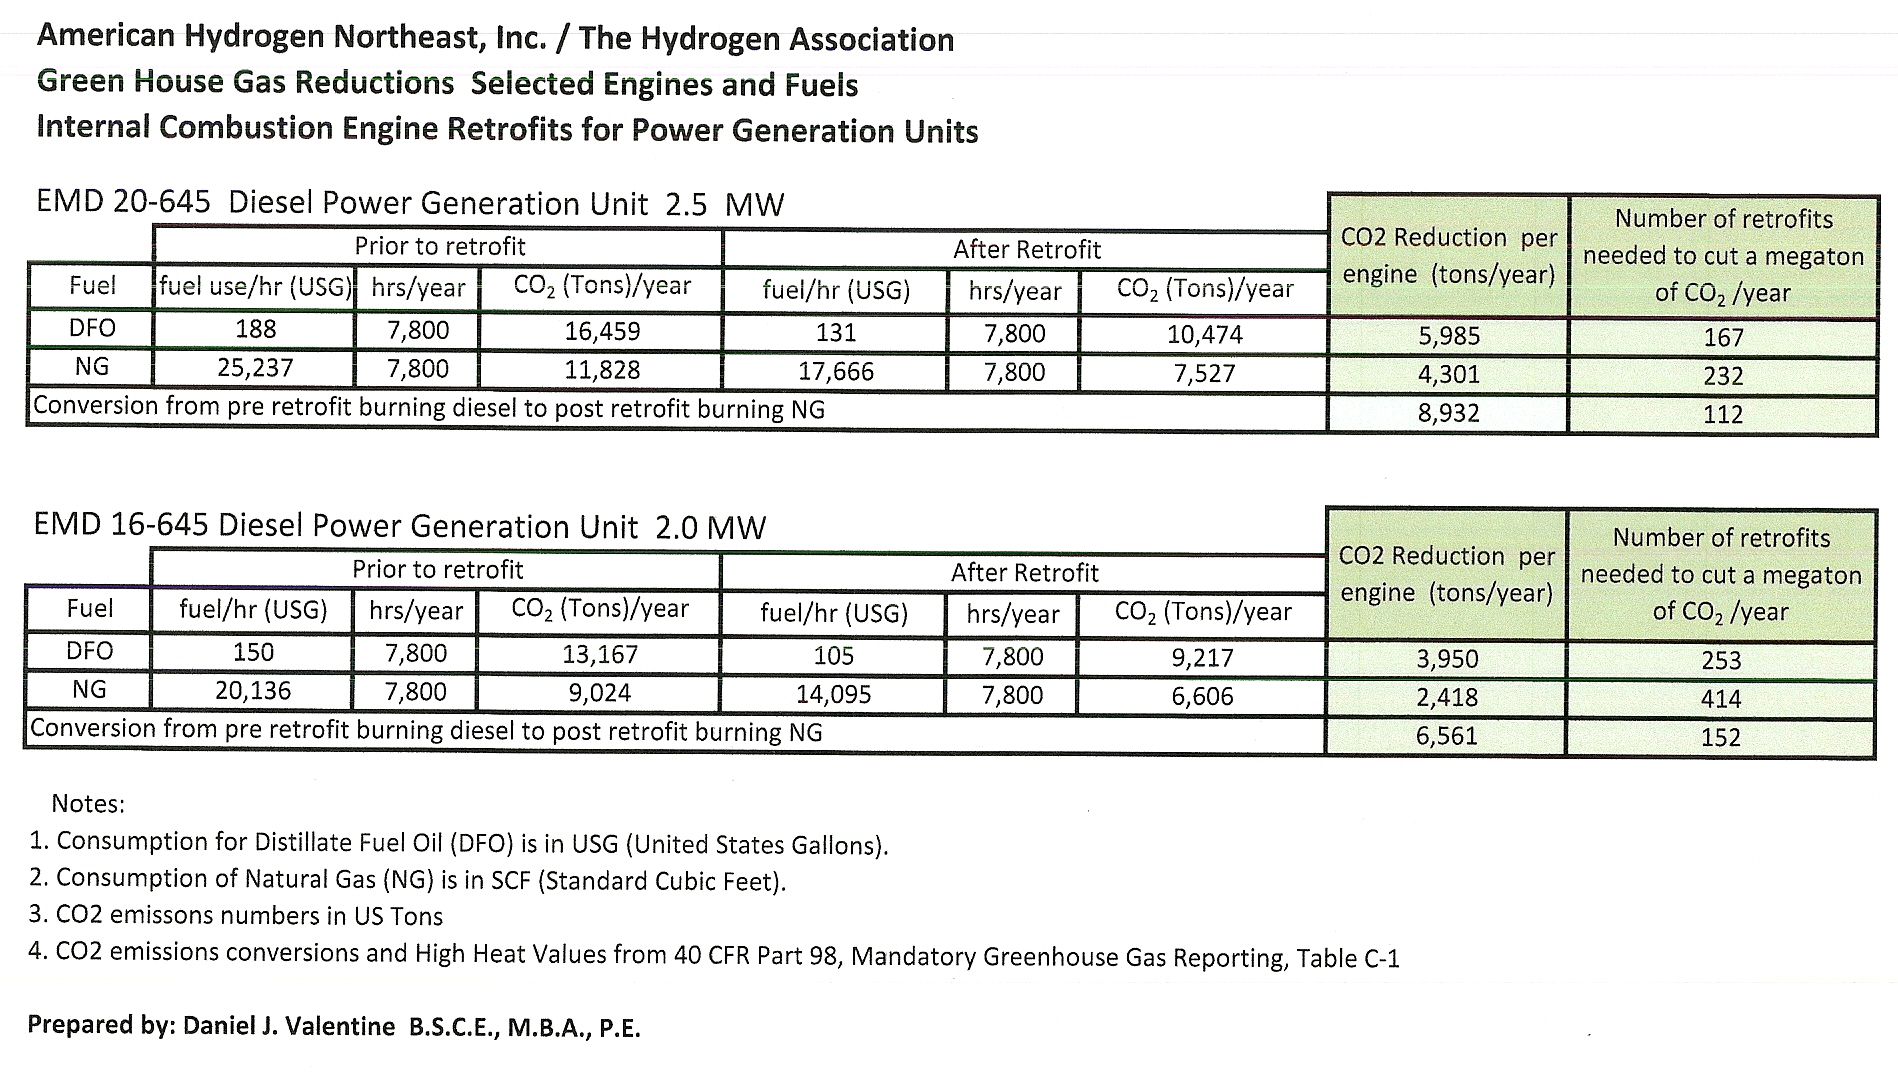 American Hydrogen Northeast, Inc. / The Hydrogen Association
Green House Gas Reductions  Selected Engines and Fuels
Internal Combustion Engine Retrofits for Power Generation Units
EMD 20-645  Diesel Power Generation Unit  2.5  MW
Prior to retrofit After Retrofit CO2 Reduction per engine (tons/year) Number of retrofits needed to cut a megaton of CO₂ /year
Fuel fuel use/hr (USG) hrs/year CO₂ (Tons)/year fuel/hr (USG) hrs/year CO₂ (Tons)/year
DFO 188 7,800 16,459 131 7,800 10,474 5,985 167
NG 25,237 7,800 11,828 17,666 7,800 7,527 4,301 232
Conversion from pre retrofit burning diesel to post retrofit burning NG 8,932 112
EMD 16-645 Diesel Power Generation Unit  2.0 MW
Prior to retrofit After Retrofit CO2 Reduction per engine (tons/year) Number of retrofits needed to cut a megaton of CO₂ /year
Fuel fuel/hr (USG) hrs/year CO₂ (Tons)/year fuel/hr (USG) hrs/year CO₂ (Tons)/year
DFO 150 7,800 13,167 105 7,800 9,217 3,950 253
NG 20,136 7,800 9,024 14,095 7,800 6,606 2,418 414
Conversion from pre retrofit burning diesel to post retrofit burning NG 6,561 152
Notes:
1. Consumption for Distillate Fuel Oil (DFO) is in USG (United States Gallons).
2. Consumption of Natural Gas (NG) is in SCF (Standard Cubic Feet).
3. CO2 emissons numbers in US Tons
4. CO2 emissions conversions and High Heat Values from 40 CFR Part 98, Mandatory Greenhouse Gas Reporting, Table C-1
Prepared by: Daniel J. Valentine  B.S.C.E., M.B.A., P.E.